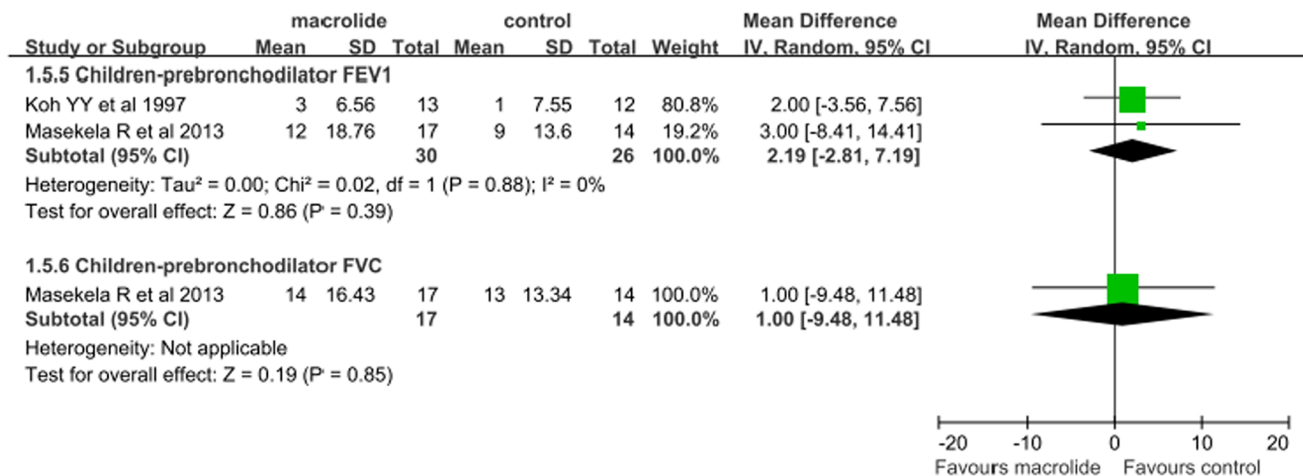 macrolide control Mean Difference Mean Difference
Study or Subgroup Mean SD Total Mean SD Total Weight IV, Random, 95% CI IV, Random, 95% CI
1.5.5 Children-prebronchodilator FEV1
Koh YY et al 1997 3 6.56 13 1 7.55 12 80.8% 2.00 [-3.56, 7.56]
Masekela R et al 2013 12 18.76 17 9 13.6 14 19.2% 3.00 [-8.41, 14.41]
Subtotal (95% CI) 30 26 100.0% 2.19 [-2.81, 7.19]
Heterogeneity: Tau² = 0.00; Chi² = 0.02, df = 1 (P = 0.88); I² = 0%
Test for overall effect: Z = 0.86 (P = 0.39)
1.5.6 Children-prebronchodilator FVC
Masekela R et al 2013 14 16.43 17 13 13.34 14 100.0% 1.00 [-9.48, 11.48]
Subtotal (95% CI) 17 14 100.0% 1.00 [-9.48, 11.48]
Heterogeneity: Not applicable
Test for overall effect: Z = 0.19 (P = 0.85)
-20 -10 0 10 20
Favours macrolide Favours control